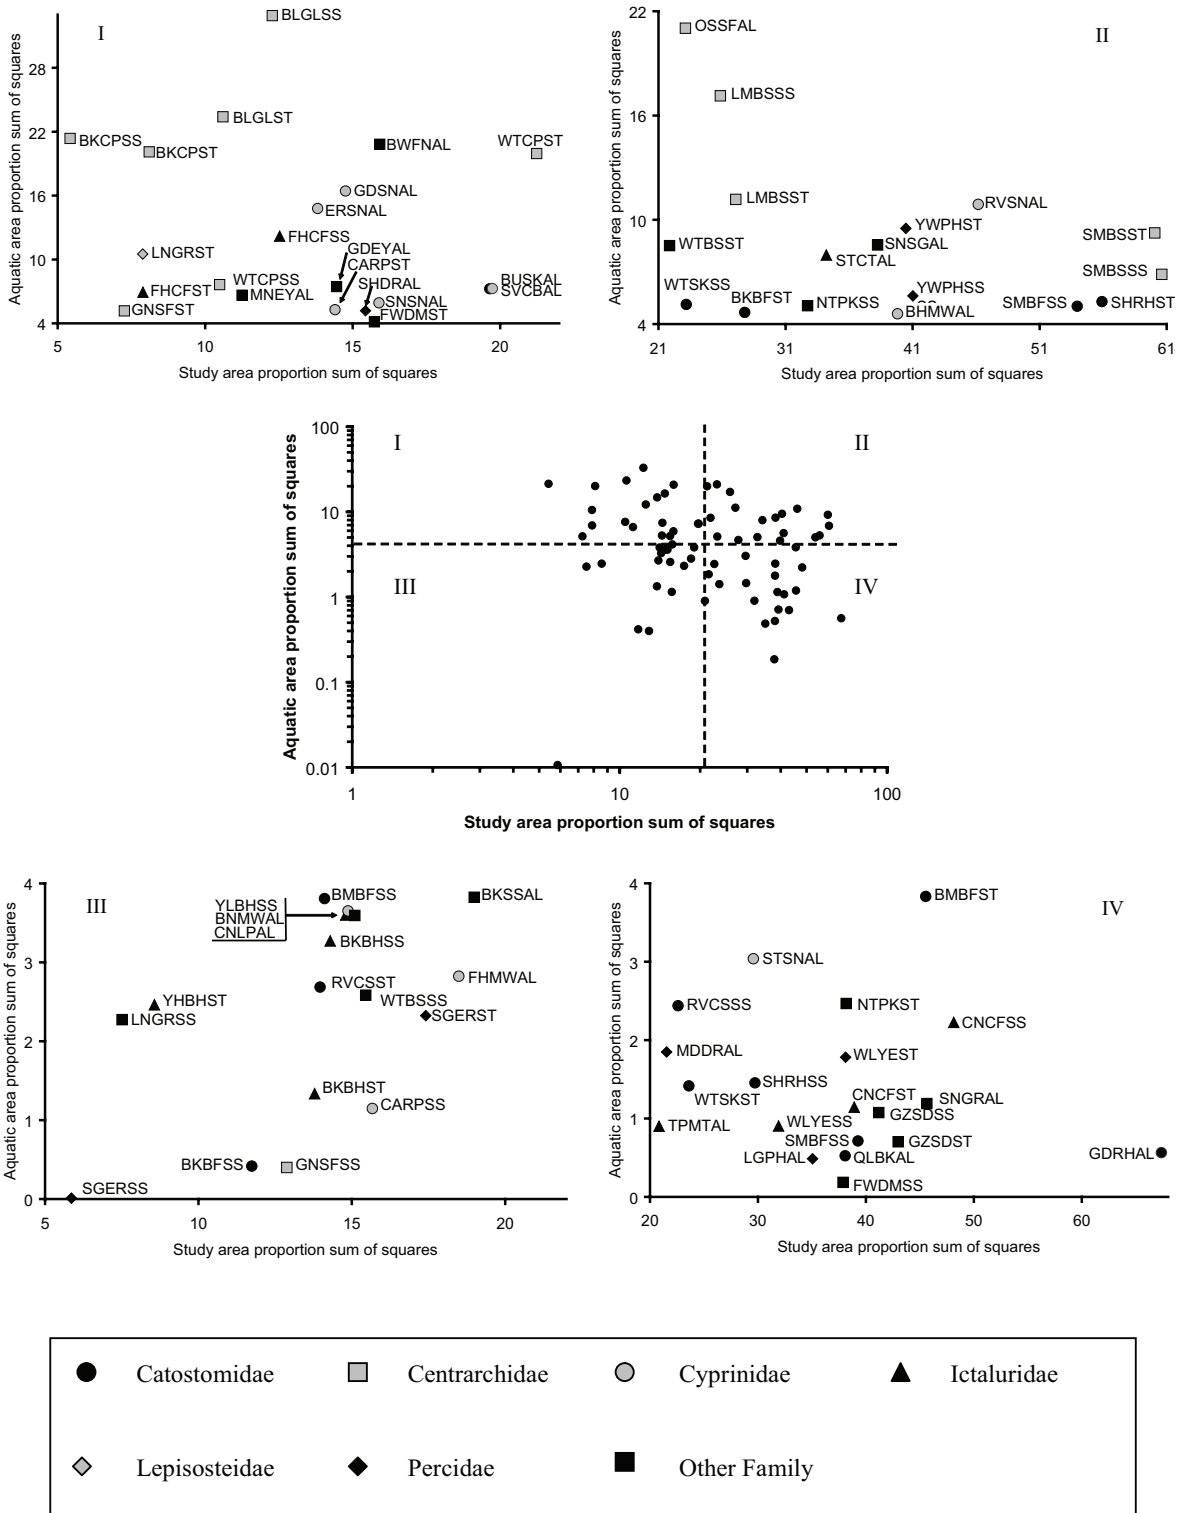 I
Aquatic area proportion sum of squares
28
22
16
10
4
5
10
15
20
Study area proportion sum of squares
BLGLSS
BLGLST
BKCPSS
BKCPST
BWFNAL
WTCPST
GDSNAL
ERSNAL
FHCFSS
GDEYAL
CARPST
SHDRAL
LNGRST
FHCFST
WTCPSS
MNEYAL
GNSFST
SNSNAL
FWDMST
BUSKAL
SVCBAL
II
Aquatic area proportion sum of squares
22
16
10
4
21
31
41
51
61
Study area proportion sum of squares
OSSFAL
LMBSSS
LMBSST
RVSNAL
YWPHST
SNSGAL
STCTAL
WTBSST
SMBSST
SMBSSS
WTSKSS
BKBFST
NTPKSS
YWPHSS
BHMWAL
SMBFSS
SHRHST
Aquatic area proportion sum of squares
100
10
1
0.1
0.01
I
II
III
IV
1
10
100
Study area proportion sum of squares
III
Aquatic area proportion sum of squares
4
3
2
1
0
5
10
15
20
Study area proportion sum of squares
BMBFSS
BKSSAL
YLBHSS
BNMWAL
CNLPAL
BKBHSS
RVCSST
FHMWAL
WTBSSS
SGERST
YHBHST
LNGRSS
BKBHST
CARPSS
BKBFSS
GNSFSS
SGERSS
IV
Aquatic area proportion sum of squares
4
3
2
1
0
20
30
40
50
60
Study area proportion sum of squares
BMBFST
STSNAL
RVCSSS
NTPKST
CNCFSS
MDDRAL
WLYEST
SHRHSS
WTSKST
CNCFST
SNGRAL
GZSDSS
TPMTAL
WLYESS
SMBFSS
GZSDST
LGPHAL
QLBKAL
GDRHAL
FWDMSS
Catostomidae
Centrarchidae
Cyprinidae
Ictaluridae
Lepisosteidae
Percidae
Other Family